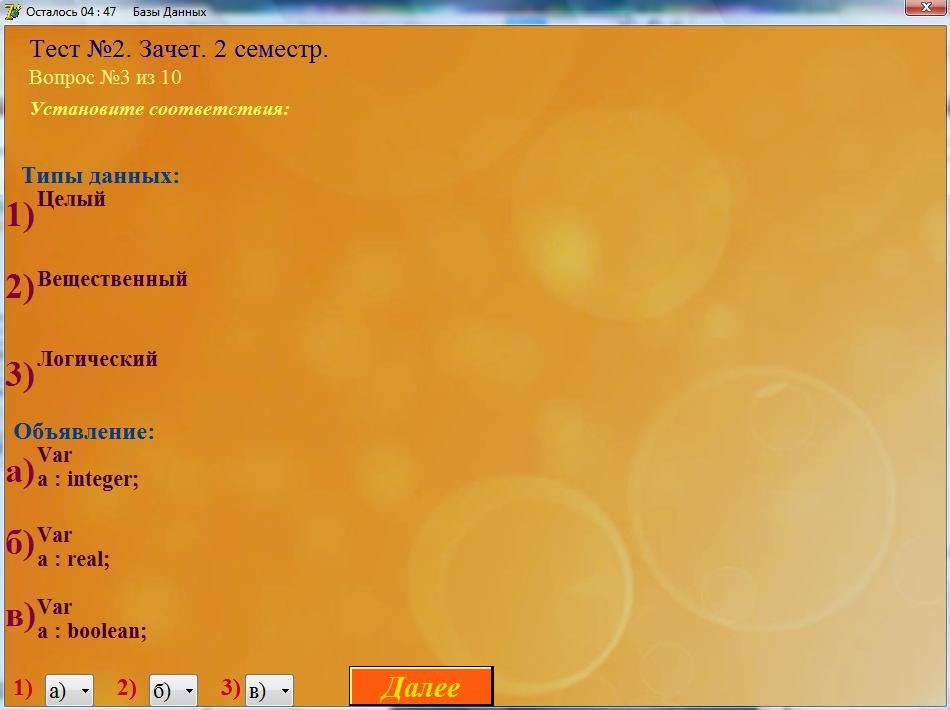 Осталось 04 : 47 Базы Данных
Тест №2. Зачет. 2 семестр.
Вопрос №3 из 10
Установите соответствия:
Типы данных:
1) Целый
2) Вещественный
3) Логический
Объявление:
а) Var
a : integer;
б) Var
a : real;
в) Var
a : boolean;
1) а) 2) б) 3) в) Далее